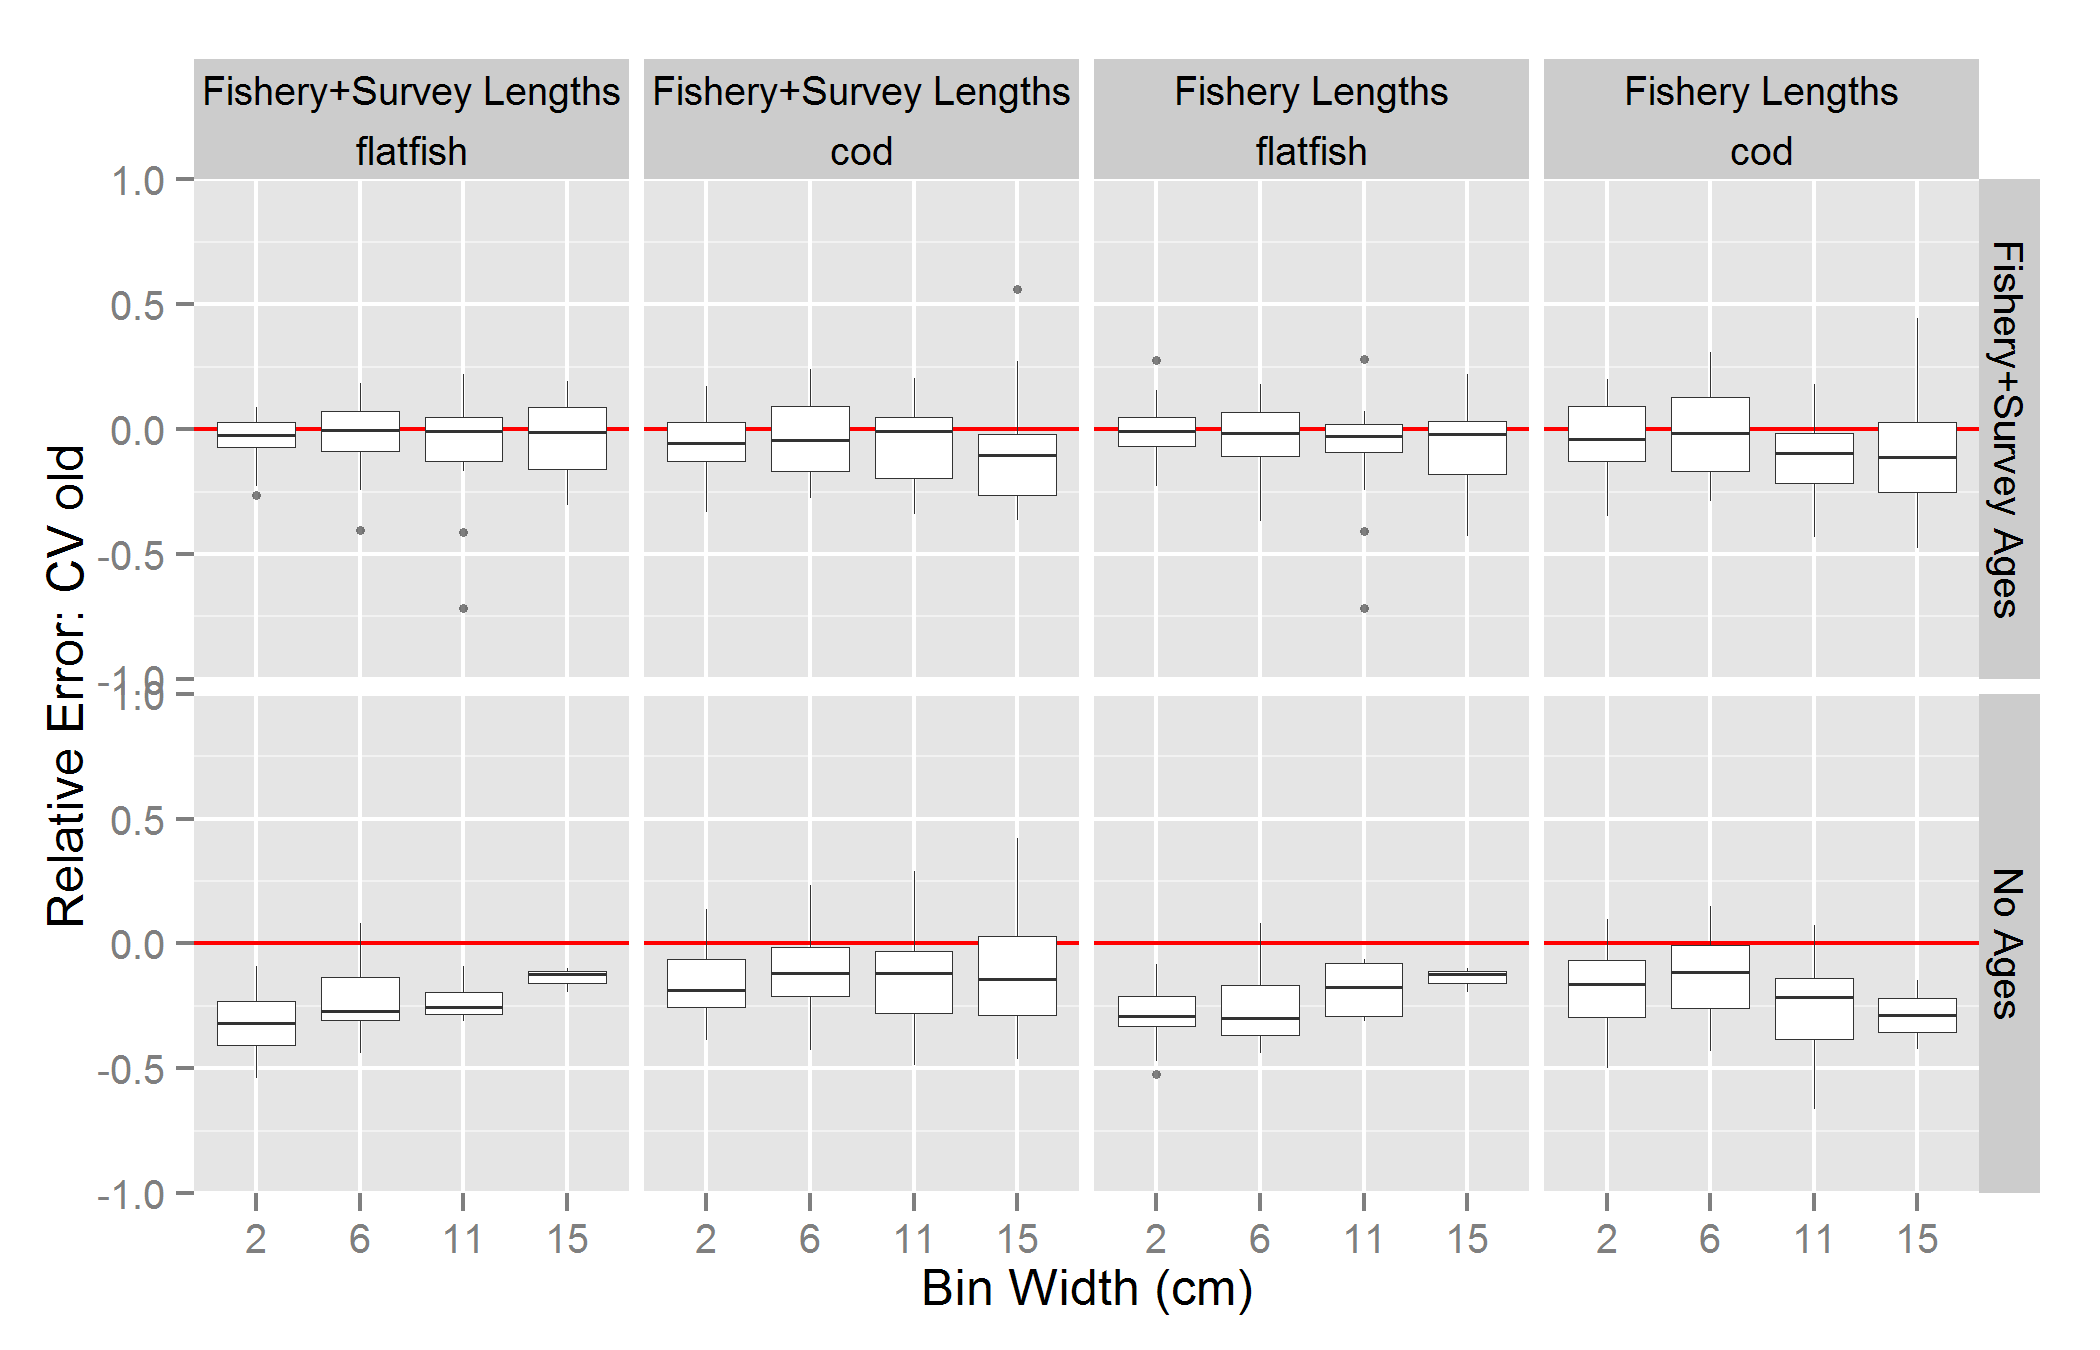 Fishery+Survey Lengths
flatfish
Fishery+Survey Lengths
cod
Fishery Lengths
flatfish
Fishery Lengths
cod
Relative Error: CV old
1.0
0.5
0.0
-0.5
-1.0
Fishery+Survey Ages
1.0
0.5
0.0
-0.5
-1.0
No Ages
2 6 11 15 2 6 11 15 2 6 11 15 2 6 11 15
Bin Width (cm)